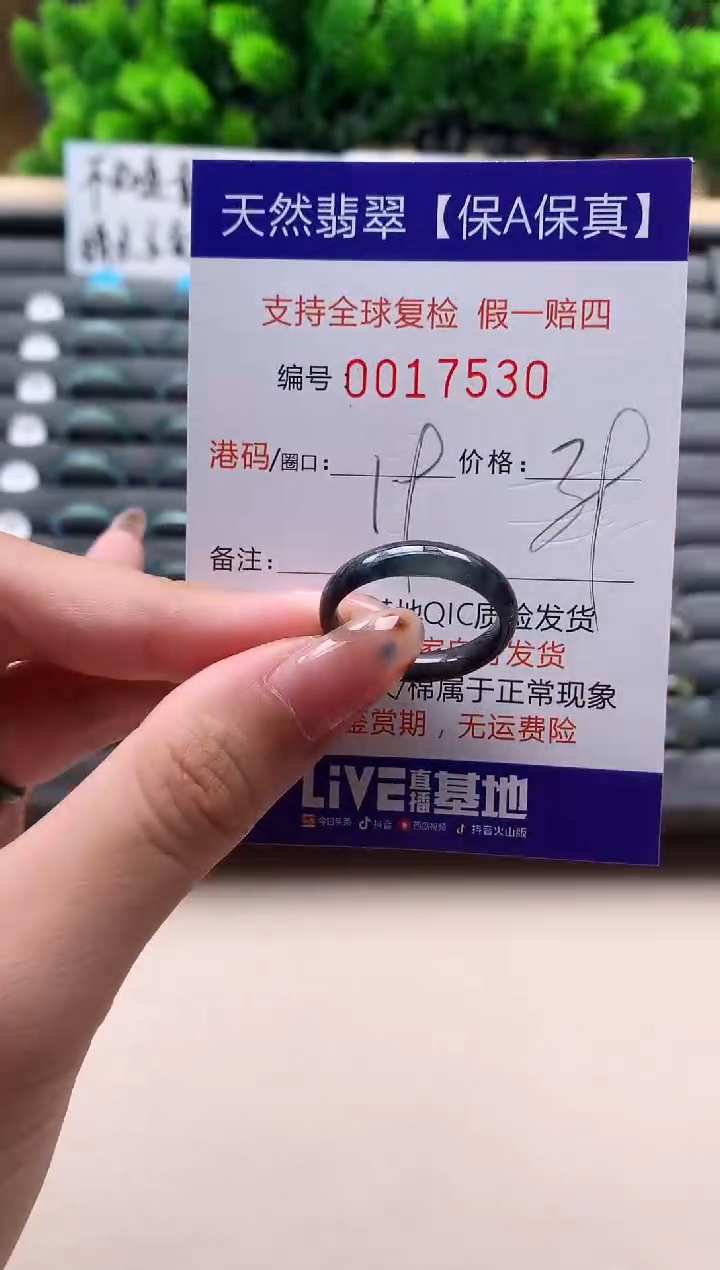 天然翡翠【保A保真】
支持全球复检 假一赔四
编号:0017530
港码/圈口: 价格:
备注:
地QIC质检发货
发货
/棉属于正常现象
鉴赏期，无运费险
LiVE直播基地
今日头条 抖音 西瓜视频 抖音火山版